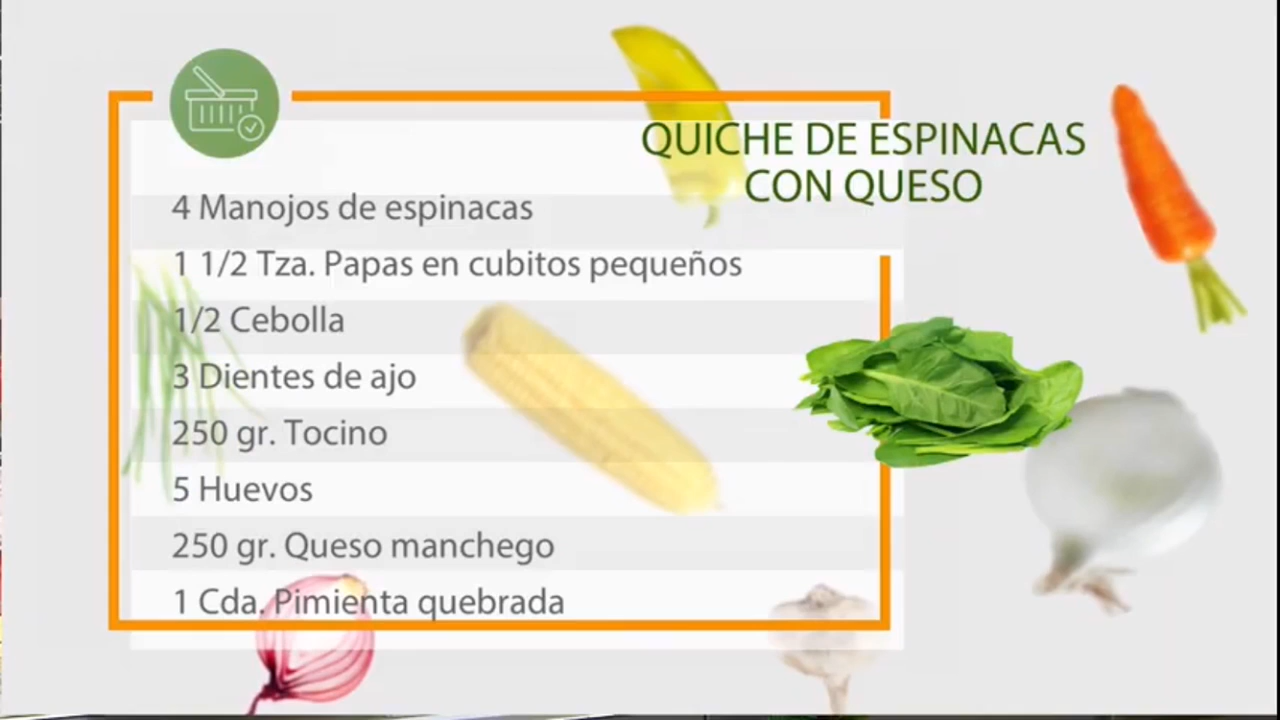 QUICHE DE ESPINACAS
CON QUESO
4 Manojos de espinacas
1 1/2 Tza. Papas en cubitos pequeños
1/2 Cebolla
3 Dientes de ajo
250 gr. Tocino
5 Huevos
250 gr. Queso manchego
1 Cda. Pimienta quebrada